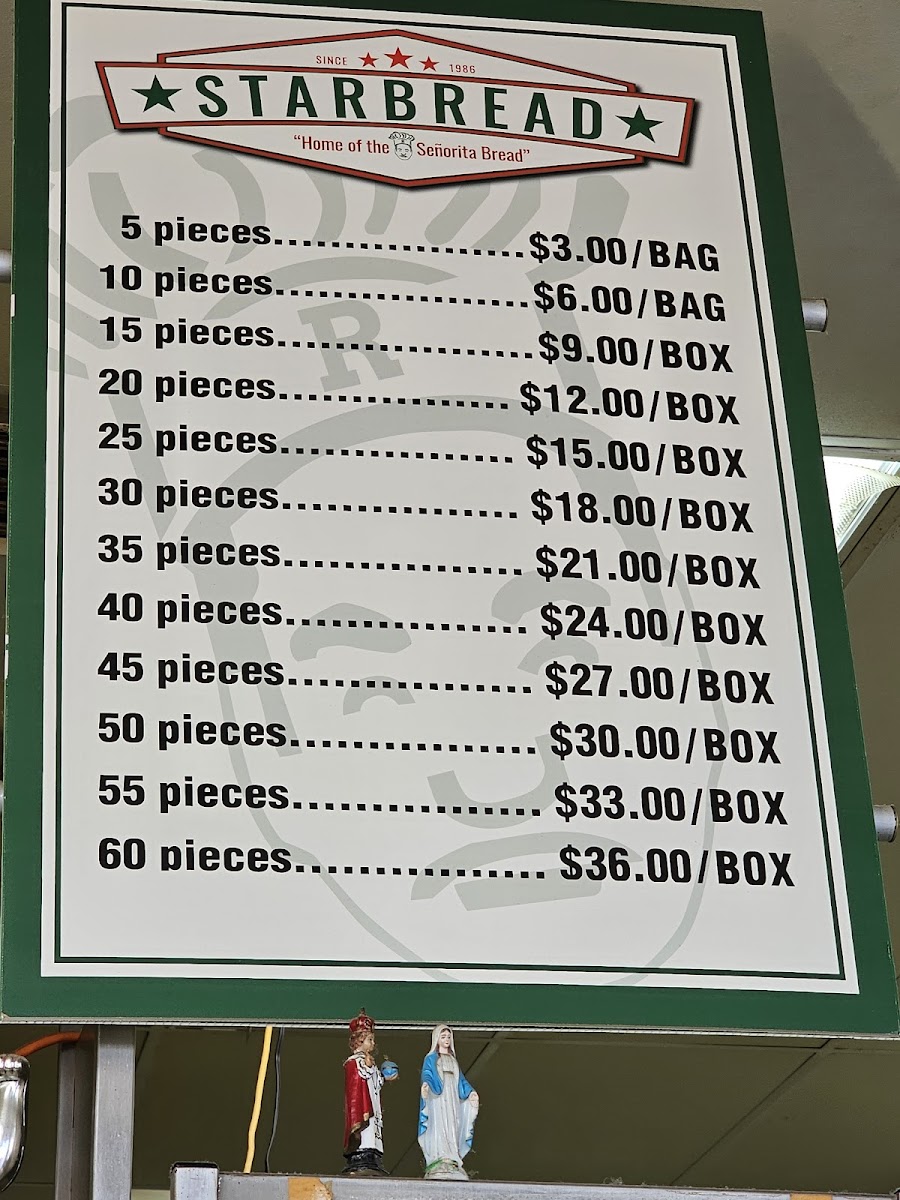 SINCE 1986
STARBREAD
“Home of the Señorita Bread”
5 pieces..................$3.00/BAG
10 pieces..................$6.00/BAG
15 pieces..................$9.00/BOX
R
20 pieces................ $12.00/BOX
25 pieces................ $15.00/BOX
30 pieces................ $18.00/BOX
35 pieces................ $21.00/BOX
40 pieces................ $24.00/BOX
45 pieces................ $27.00/BOX
50 pieces................ $30.00/BOX
55 pieces................ $33.00/BOX
60 pieces................ $36.00/BOX